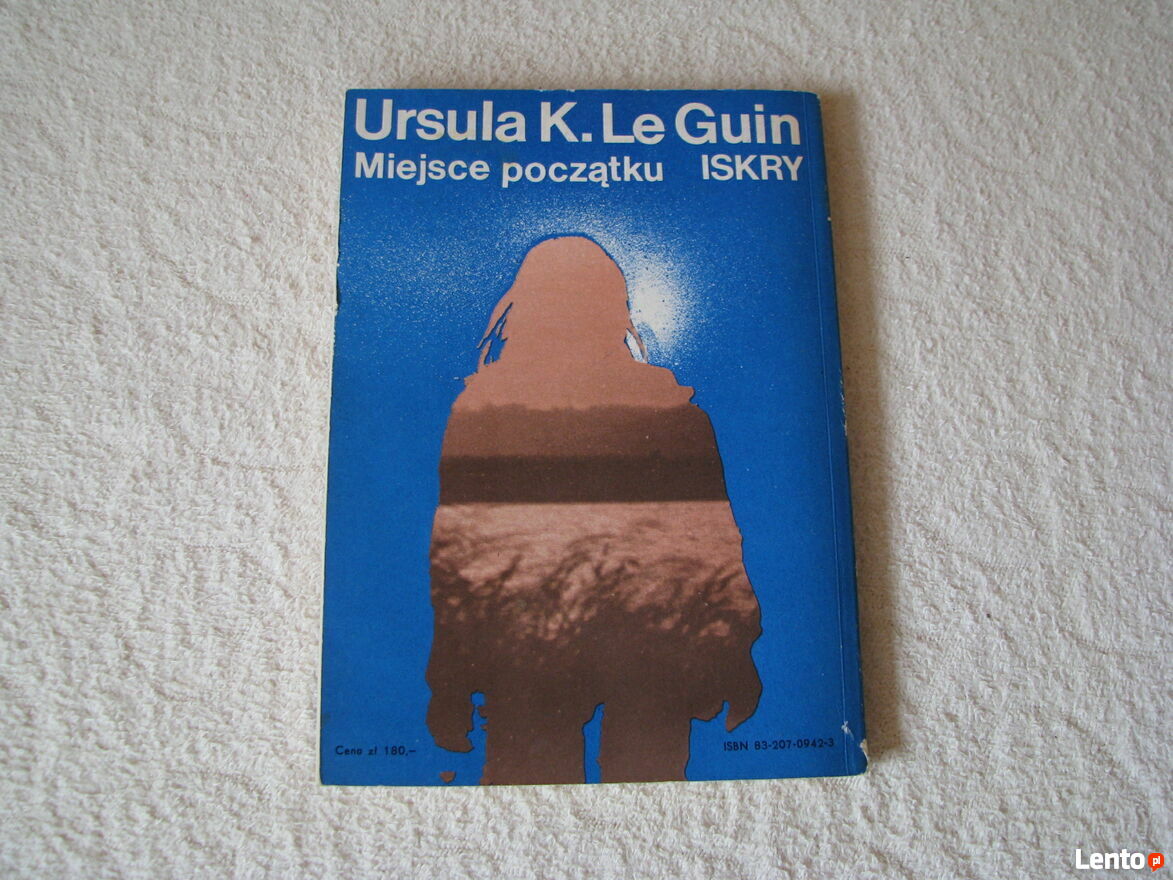 Ursula K. Le Guin
Miejsce początku ISKRY
Cena zł 180,–
ISBN 83-207-0942-3
Lento.pl